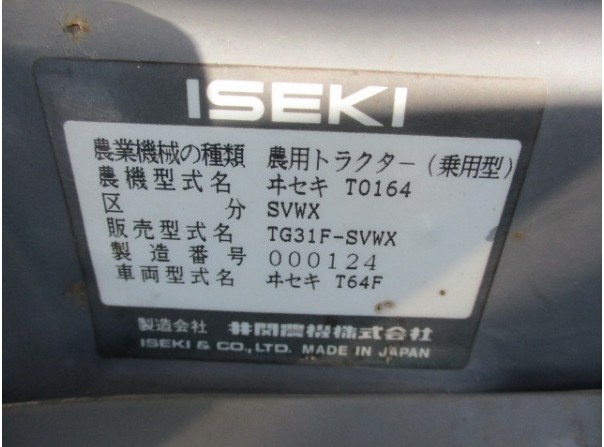 ISEKI
農業機械の種類 農用トラクター(乗用型)
農機型式名 ヰセキ T0164
区分 SVWX
販売型式名 TG31F-SVWX
製造番号 000124
車両型式名 ヰセキ T64F
製造会社 井関農機株式会社
ISEKI & CO., LTD. MADE IN JAPAN